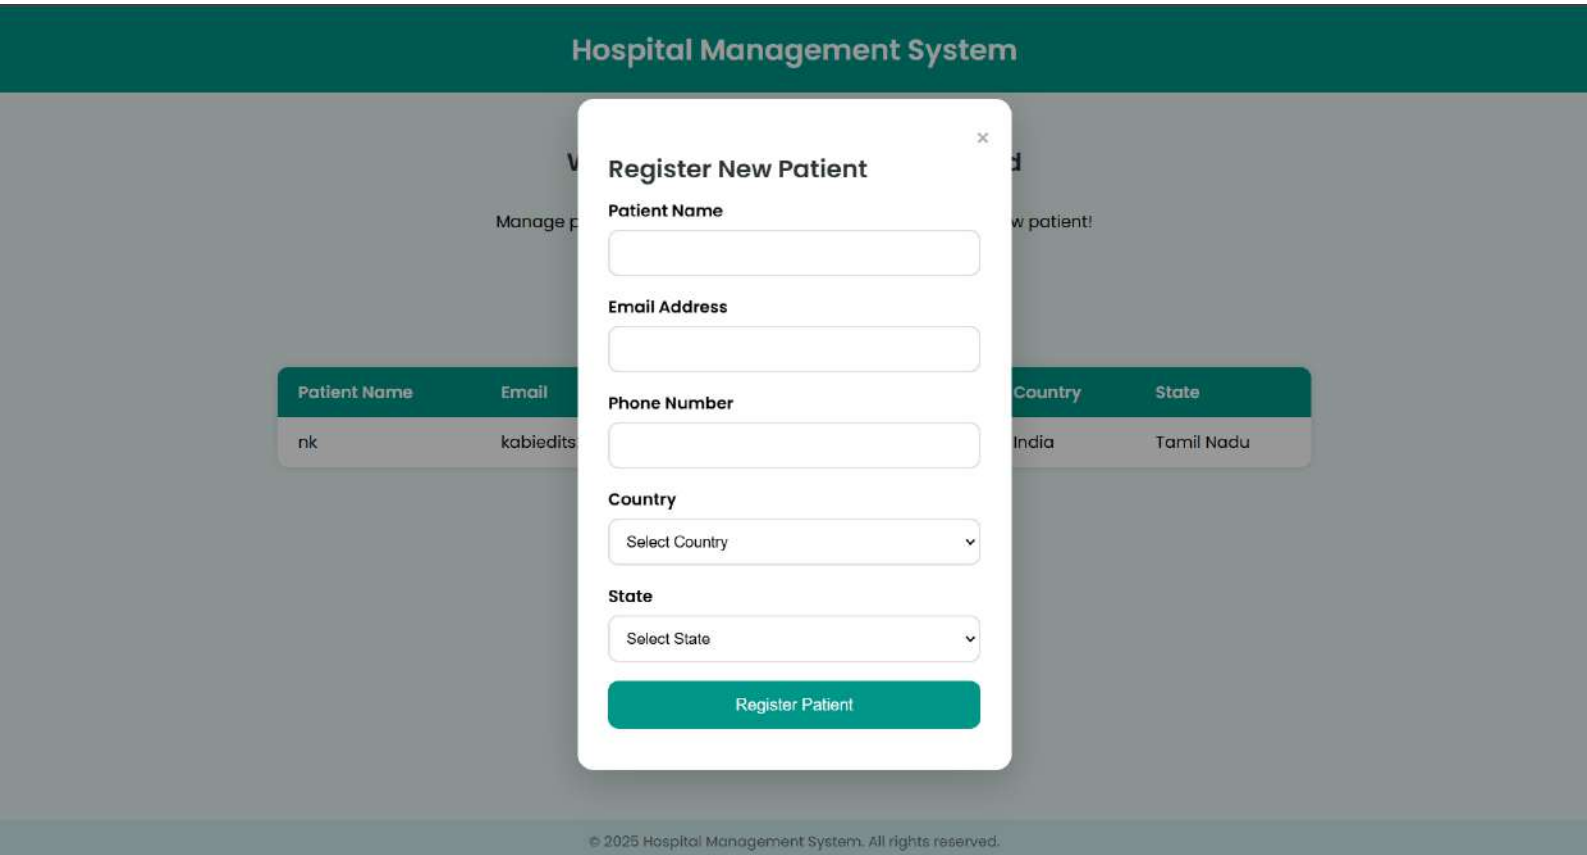 Hospital Management System
×
Register New Patient
Manage
w patient!
Patient Name
Email Address
Phone Number
Country
Select Country
State
Select State
Register Patient
Patient Name Email Country State
nk kabiedits India Tamil Nadu
© 2025 Hospital Management System. All rights reserved.